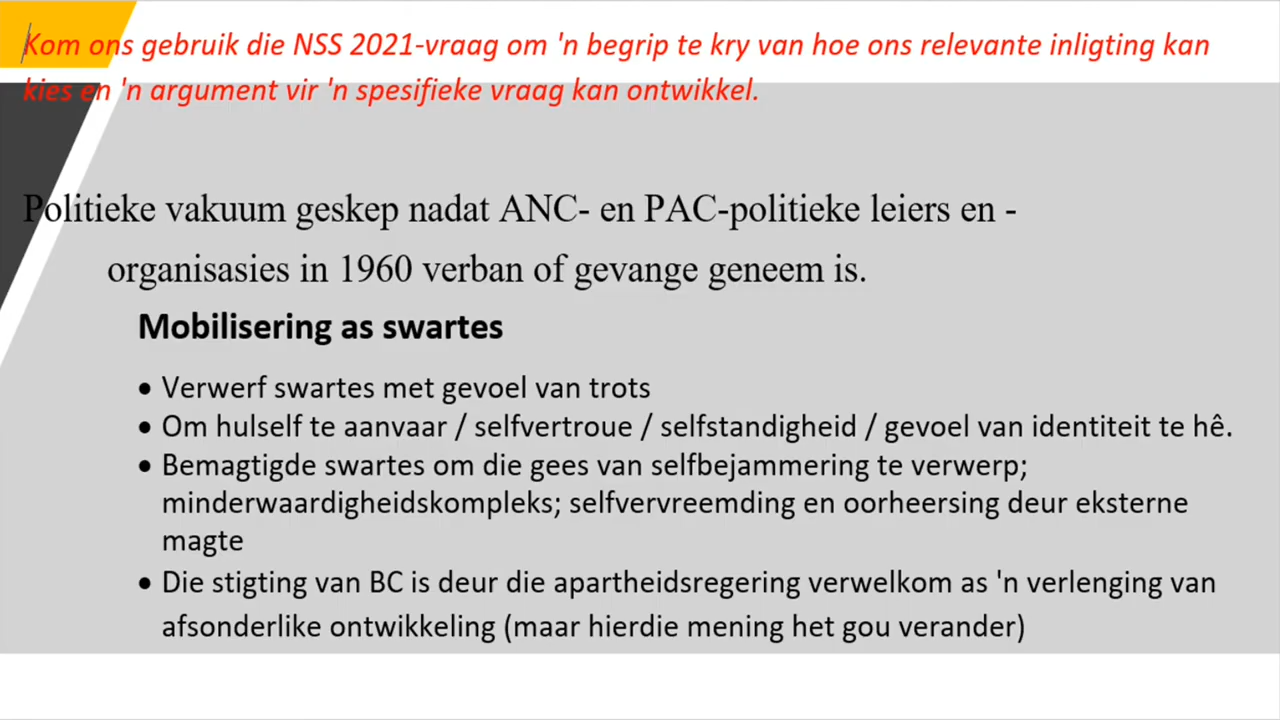 Kom ons gebruik die NSS 2021-vraag om 'n begrip te kry van hoe ons relevante inligting kan
kies en 'n argument vir 'n spesifieke vraag kan ontwikkel.
Politieke vakuum geskep nadat ANC- en PAC-politieke leiers en -
organisasies in 1960 verban of gevange geneem is.
Mobilisering as swartes
• Verwerf swartes met gevoel van trots
• Om hulself te aanvaar / selfvertroue / selfstandigheid / gevoel van identiteit te hê.
• Bemagtigde swartes om die gees van selfbejammering te verwerp;
minderwaardigheidskompleks; selfvervreemding en oorheersing deur eksterne
magte
• Die stigting van BC is deur die apartheidsregering verwelkom as 'n verlenging van
afsonderlike ontwikkeling (maar hierdie mening het gou verander)